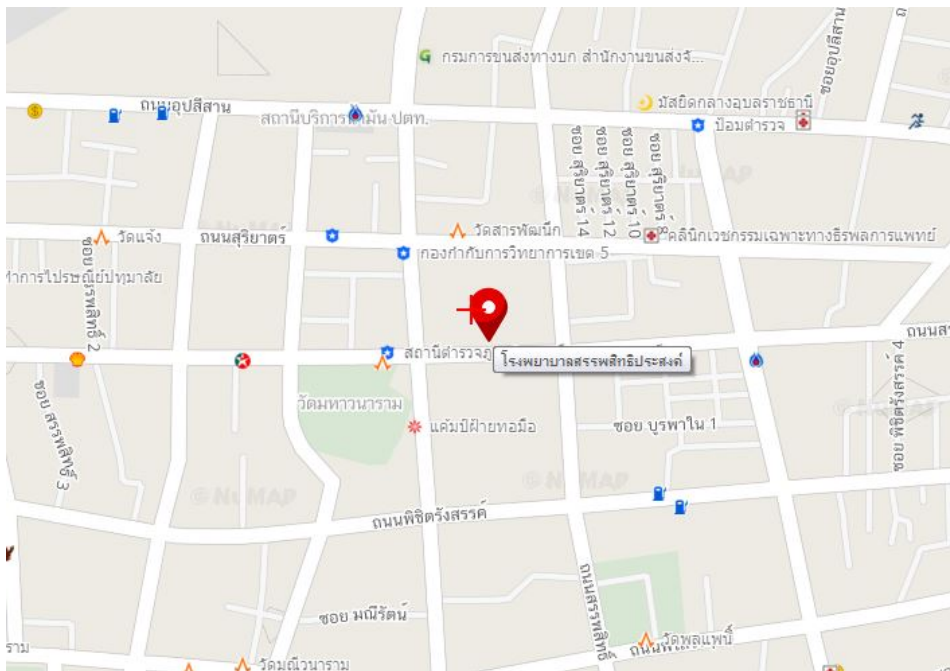 กรมการขนส่งทางบก สำนักงานขนส่งจั...
ซอยอุปลีสาน
ถนนอุปลีสาน
มัสยิดกลางอุบลราชธานี
สถานีบริการน้ำมัน ปตท.
ป้อมตำรวจ
ซอย สุริยาตร์ 14
ซอย สุริยาตร์ 12
ซอย สุริยาตร์ 10
ซอย สุริยาตร์ 8
NuMAP
วัดแจ้ง
ถนนสุริยาตร์
วัดสารพัฒนึก
คลินิกเวชกรรมเฉพาะทางธีรพลการแพทย์
กองกำกับการวิทยาการเขต 5
ทำการไปรษณีย์ปทุมาลัย
สถานีตำรวจภู
โรงพยาบาลสรรพสิทธิประสงค์
ถนนส
วัดมหาวนาราม
แค้มป์ฝ้ายทอมือ
ซอย บูรพาใน 1
ซอย พิชิตรังสรรค์ 4
ซอย สรรพสิทธิ์ 3
© NuMAP
© NuMAP
ถนนพิชิตรังสรรค์
ซอย มณีรัตน์
ถนนสรรพสิทธิ์
วัดพลแพน
วัดมณีวนาราม
ราม